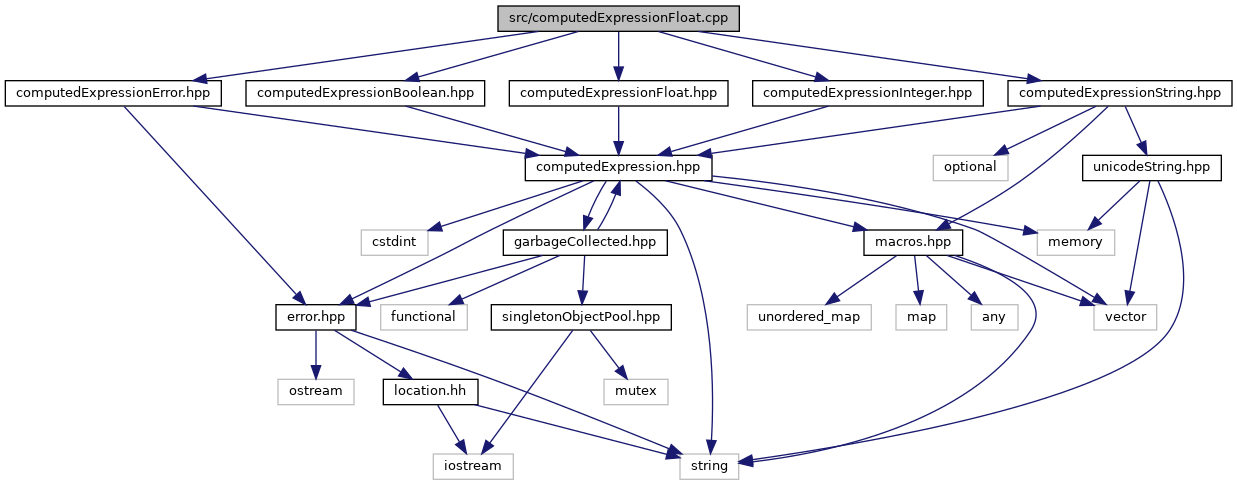 src/computedExpressionFloat.cpp
computedExpressionError.hpp
computedExpressionBoolean.hpp
computedExpressionFloat.hpp
computedExpressionInteger.hpp
computedExpressionString.hpp
computedExpression.hpp
optional
unicodeString.hpp
cstdint
garbageCollected.hpp
macros.hpp
memory
error.hpp
functional
singletonObjectPool.hpp
unordered_map
map
any
vector
ostream
location.hh
mutex
iostream
string